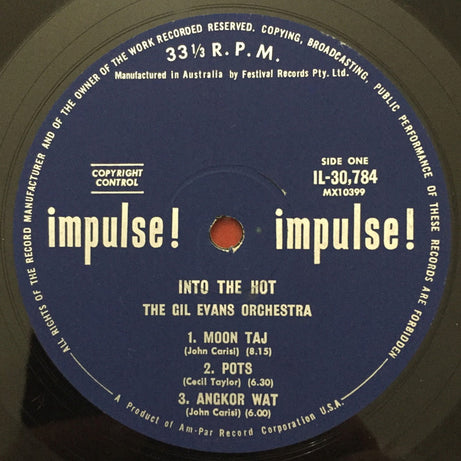 ALL RIGHTS OF THE RECORD MANUFACTURER AND OF THE OWNER OF THE WORK RECORDED RESERVED. COPYING, BROADCASTING, PUBLIC PERFORMANCE OF THESE RECORDS ARE FORBIDDEN
33⅓ R.P.M.
Manufactured in Australia by Festival Records Pty. Ltd.
COPYRIGHT
CONTROL
SIDE ONE
IL-30,784
MX10399
impulse! impulse!
INTO THE HOT
THE GIL EVANS ORCHESTRA
1. MOON TAJ
(John Carisi) (8.15)
2. POTS
(Cecil Taylor) (6.30)
3. ANGKOR WAT
(John Carisi) (6.00)
A Product of Am-Par Record Corporation U.S.A.